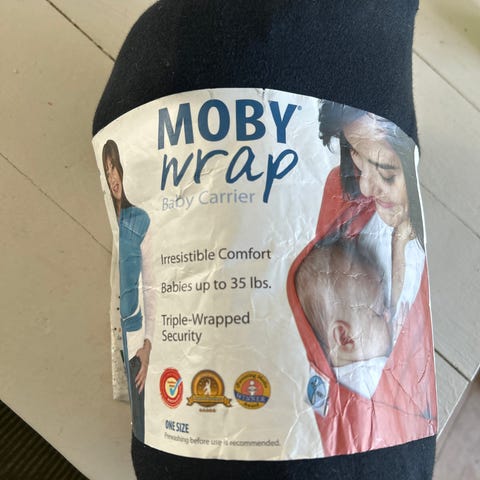 MOBY®
wrap
Baby Carrier
Irresistible Comfort
Babies up to 35 lbs.
Triple-Wrapped
Security
WINNER
ONE SIZE
Prewashing before use is recommended.